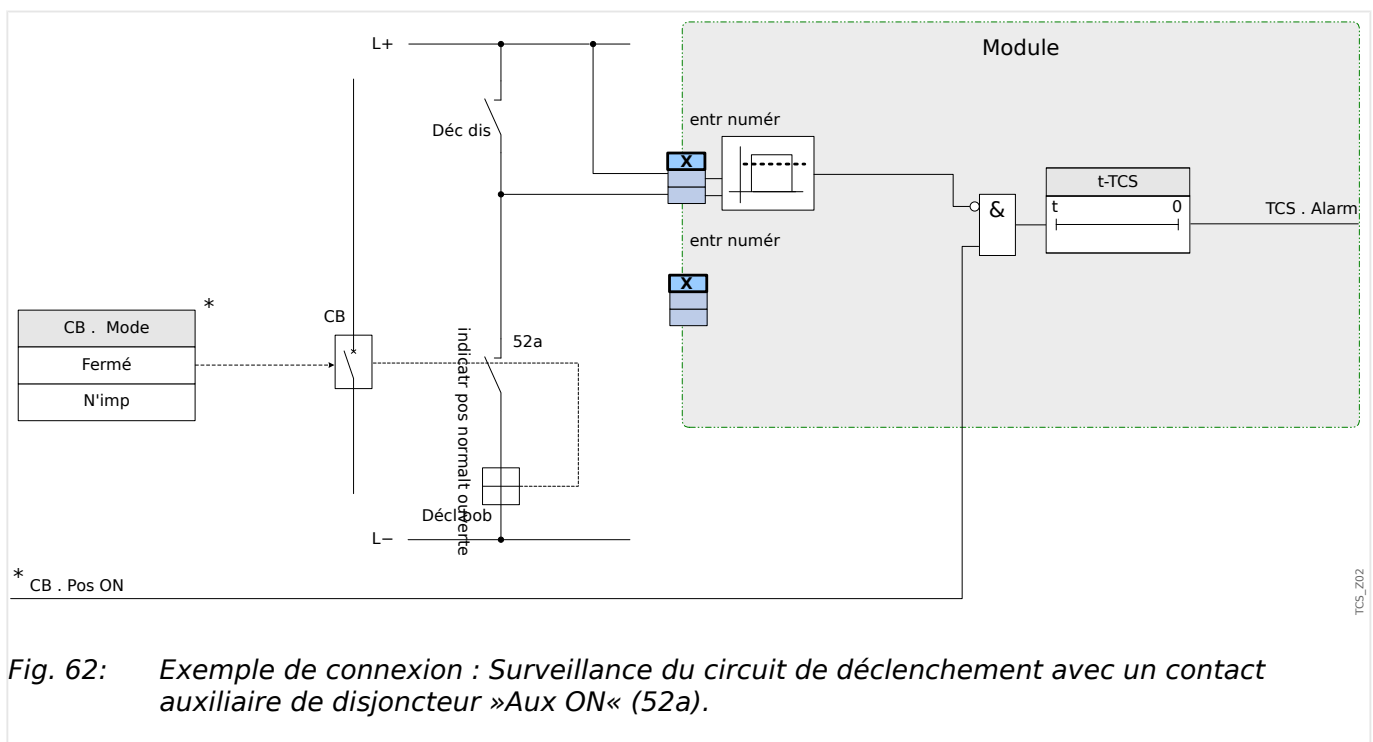 L+
Module
entr numér
X
Déc dis
t-TCS
t 0
&
TCS . Alarm
entr numér
X
*
CB . Mode
Fermé
N'imp
CB
52a
indicatr pos normalt ouverte
Décl bob
L−
*
CB . Pos ON
TCS_Z02
Fig. 62: Exemple de connexion : Surveillance du circuit de déclenchement avec un contact
auxiliaire de disjoncteur »Aux ON« (52a).